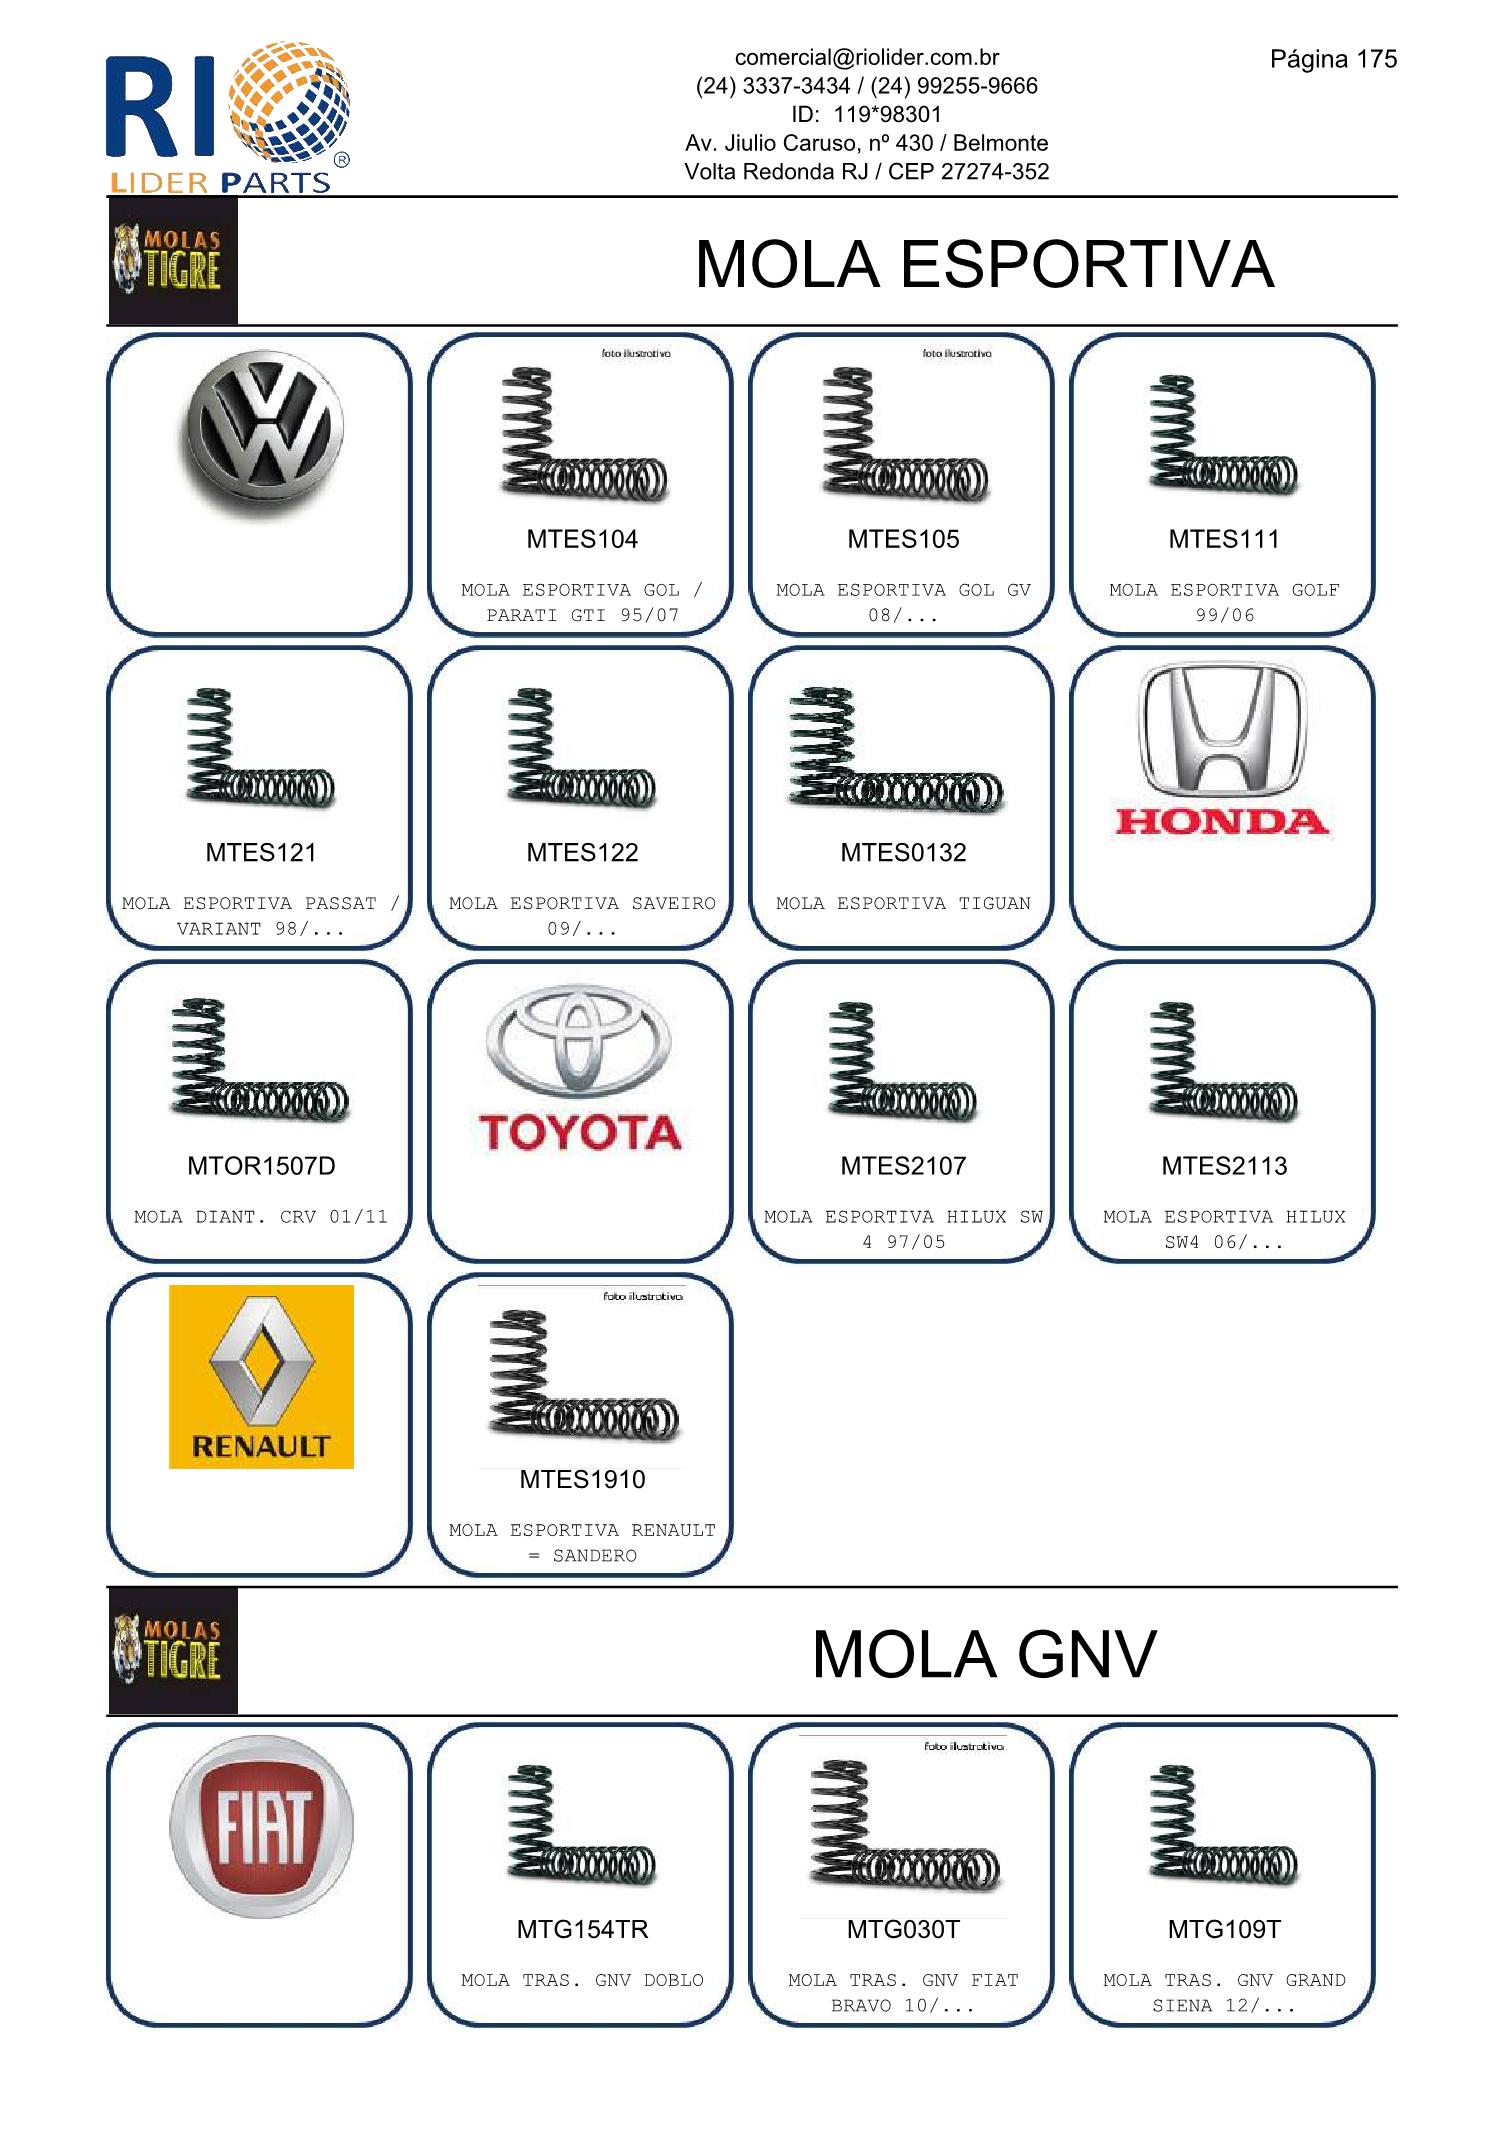 RIO
®
LIDER PARTS
comercial@riolider.com.br
(24) 3337-3434 / (24) 99255-9666
ID: 119*98301
Av. Jiulio Caruso, nº 430 / Belmonte
Volta Redonda RJ / CEP 27274-352
Página 175
MOLAS
TIGRE
MOLA ESPORTIVA
VW
foto ilustrativa
MTES104
MOLA ESPORTIVA GOL /
PARATI GTI 95/07
foto ilustrativa
MTES105
MOLA ESPORTIVA GOL GV
08/...
MTES111
MOLA ESPORTIVA GOLF
99/06
MTES121
MOLA ESPORTIVA PASSAT /
VARIANT 98/...
MTES122
MOLA ESPORTIVA SAVEIRO
09/...
MTES0132
MOLA ESPORTIVA TIGUAN
HONDA
MTOR1507D
MOLA DIANT. CRV 01/11
TOYOTA
MTES2107
MOLA ESPORTIVA HILUX SW
4 97/05
MTES2113
MOLA ESPORTIVA HILUX
SW4 06/...
RENAULT
foto ilustrativa
MTES1910
MOLA ESPORTIVA RENAULT
= SANDERO
MOLAS
TIGRE
MOLA GNV
FIAT
MTG154TR
MOLA TRAS. GNV DOBLO
foto ilustrativa
MTG030T
MOLA TRAS. GNV FIAT
BRAVO 10/...
MTG109T
MOLA TRAS. GNV GRAND
SIENA 12/...